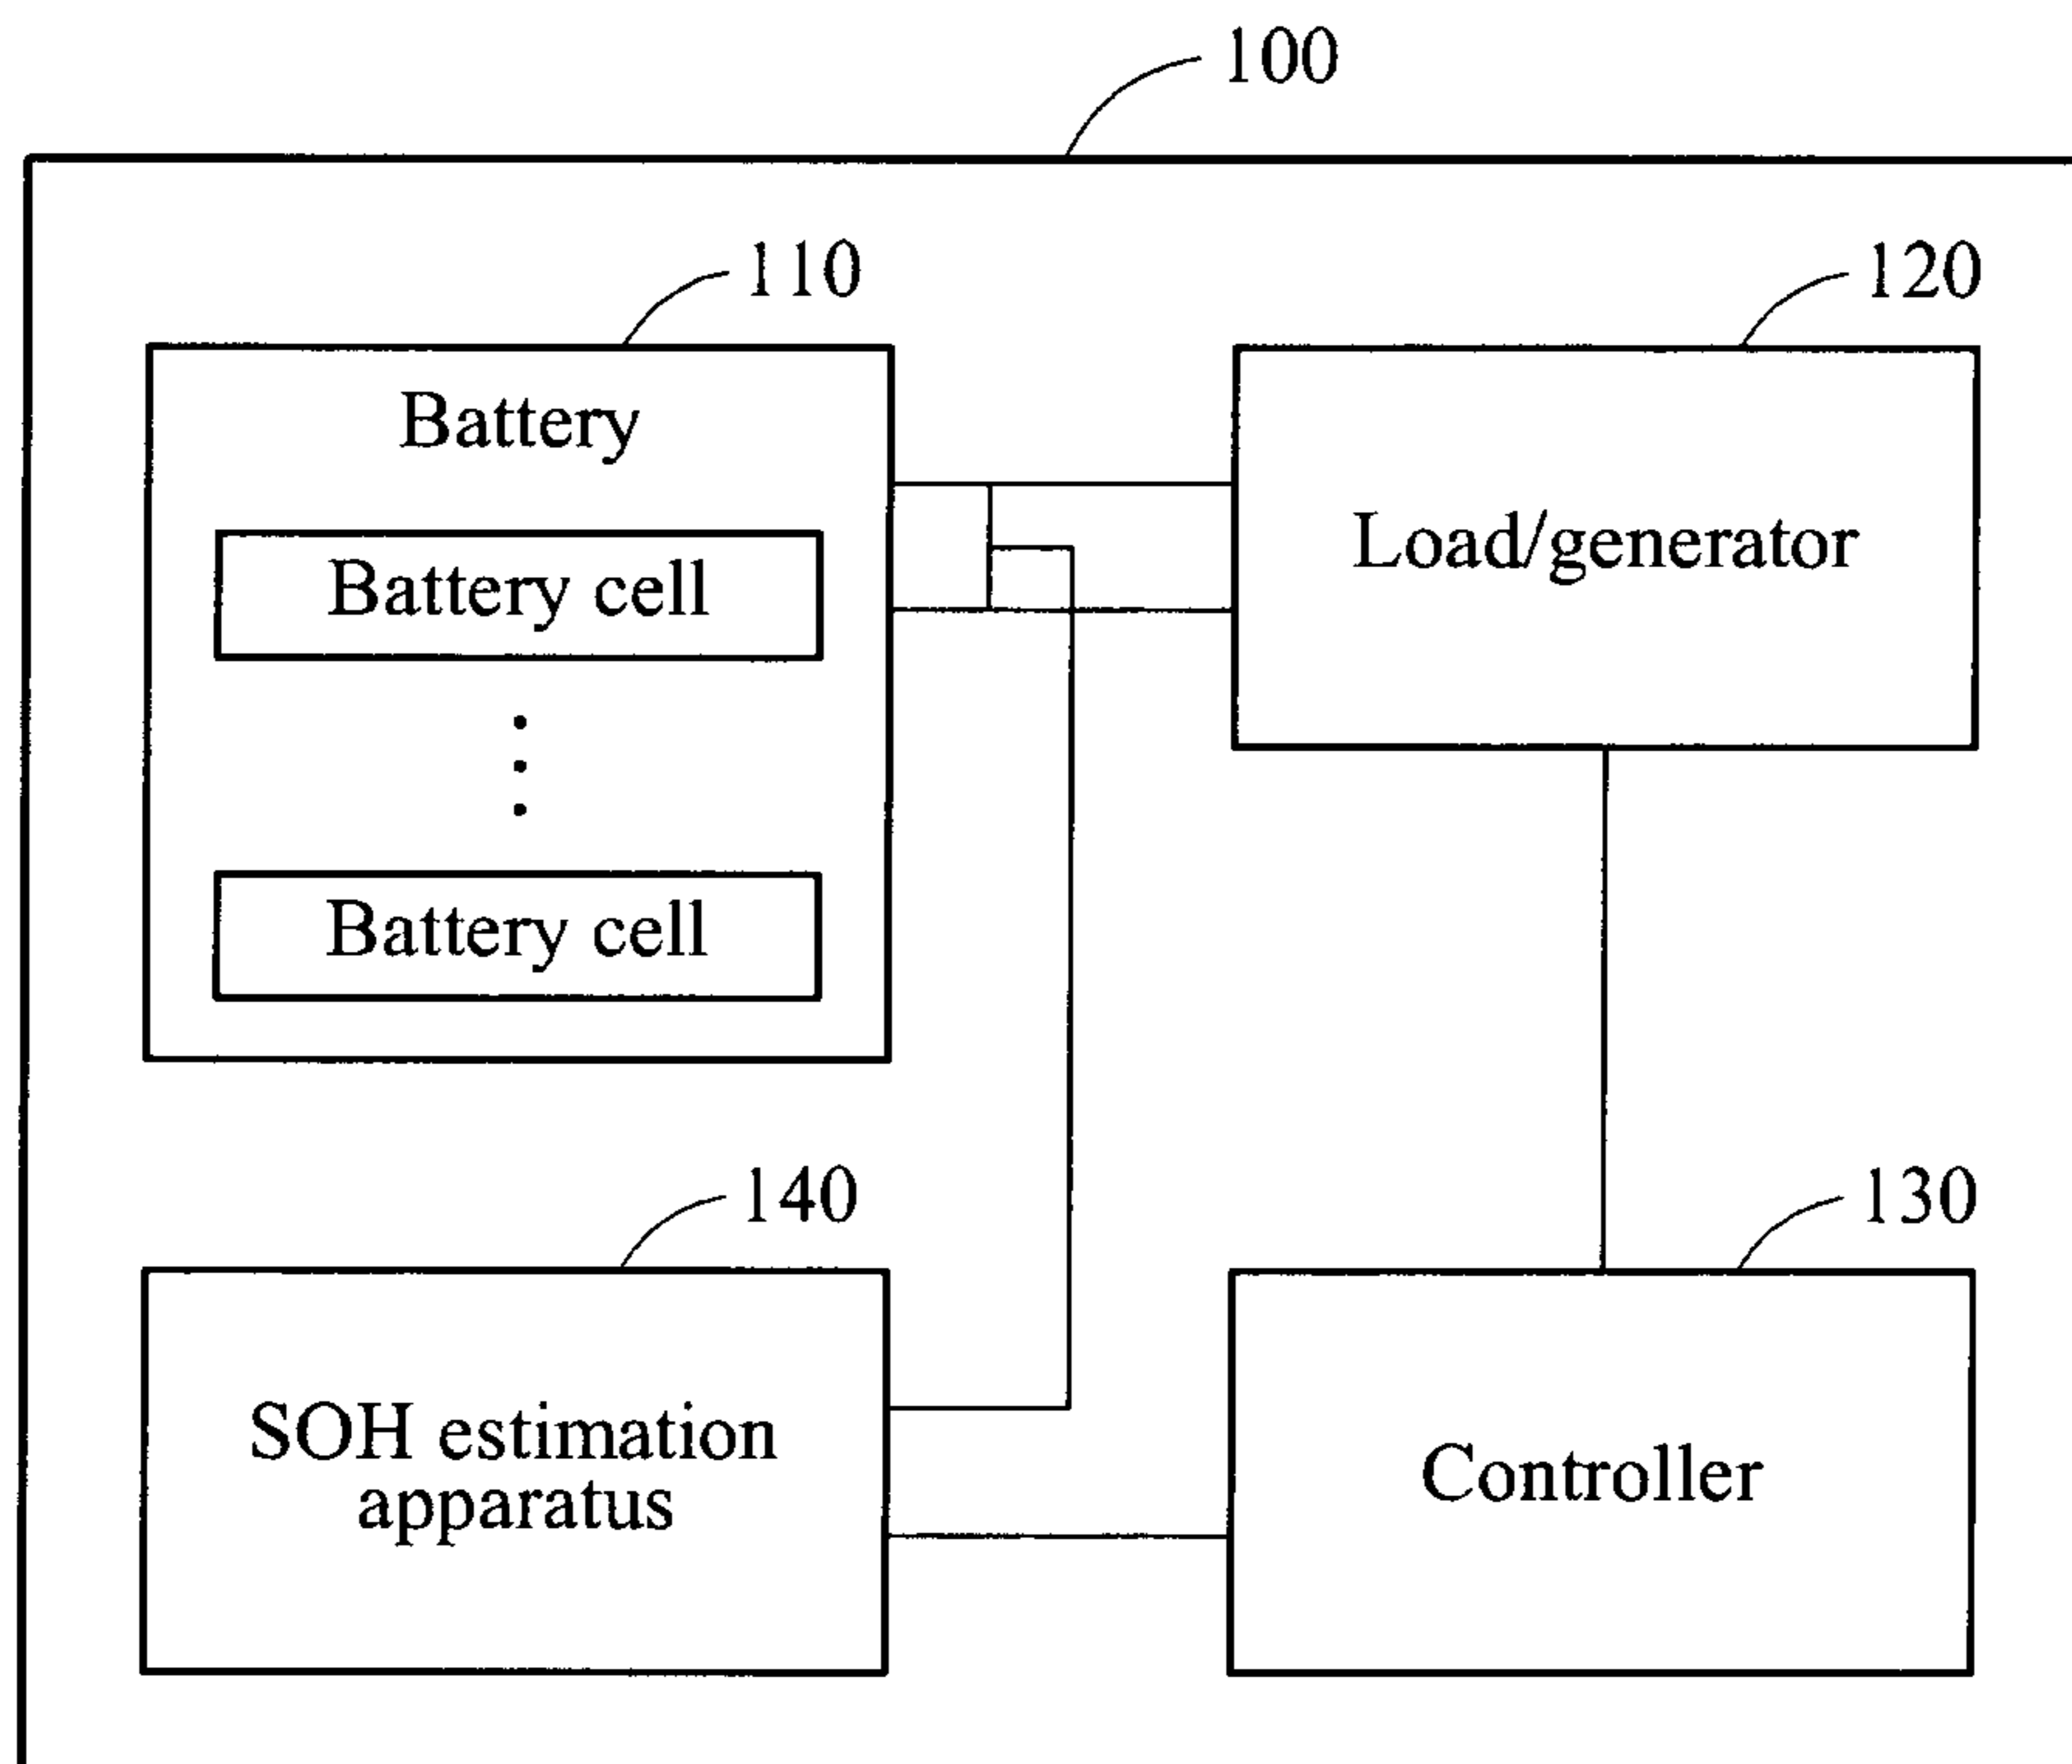 100
110
120
Battery
Load/generator
Battery cell
Battery cell
140
130
SOH estimation
apparatus
Controller